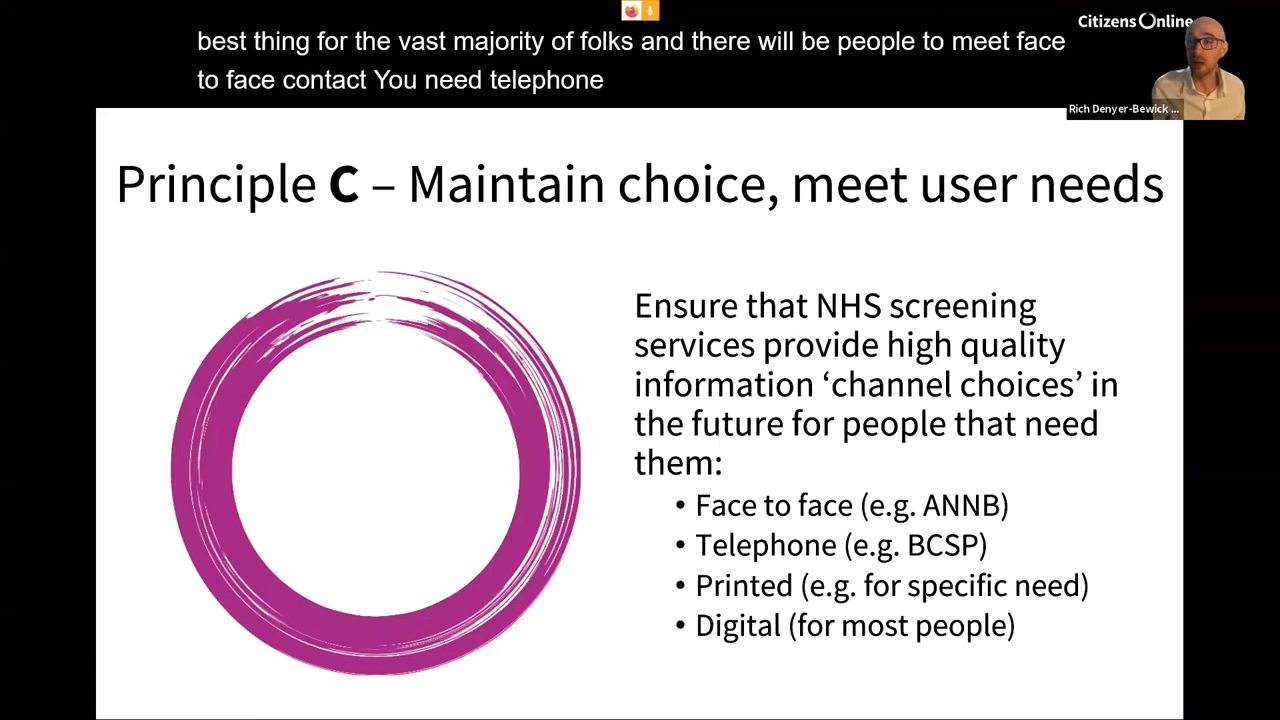 best thing for the vast majority of folks and there will be people to meet face
to face contact You need telephone
Citizens Online
Rich Denyer-Bewick ...
Principle C – Maintain choice, meet user needs
Ensure that NHS screening
services provide high quality
information ‘channel choices’ in
the future for people that need
them:
• Face to face (e.g. ANNB)
• Telephone (e.g. BCSP)
• Printed (e.g. for specific need)
• Digital (for most people)